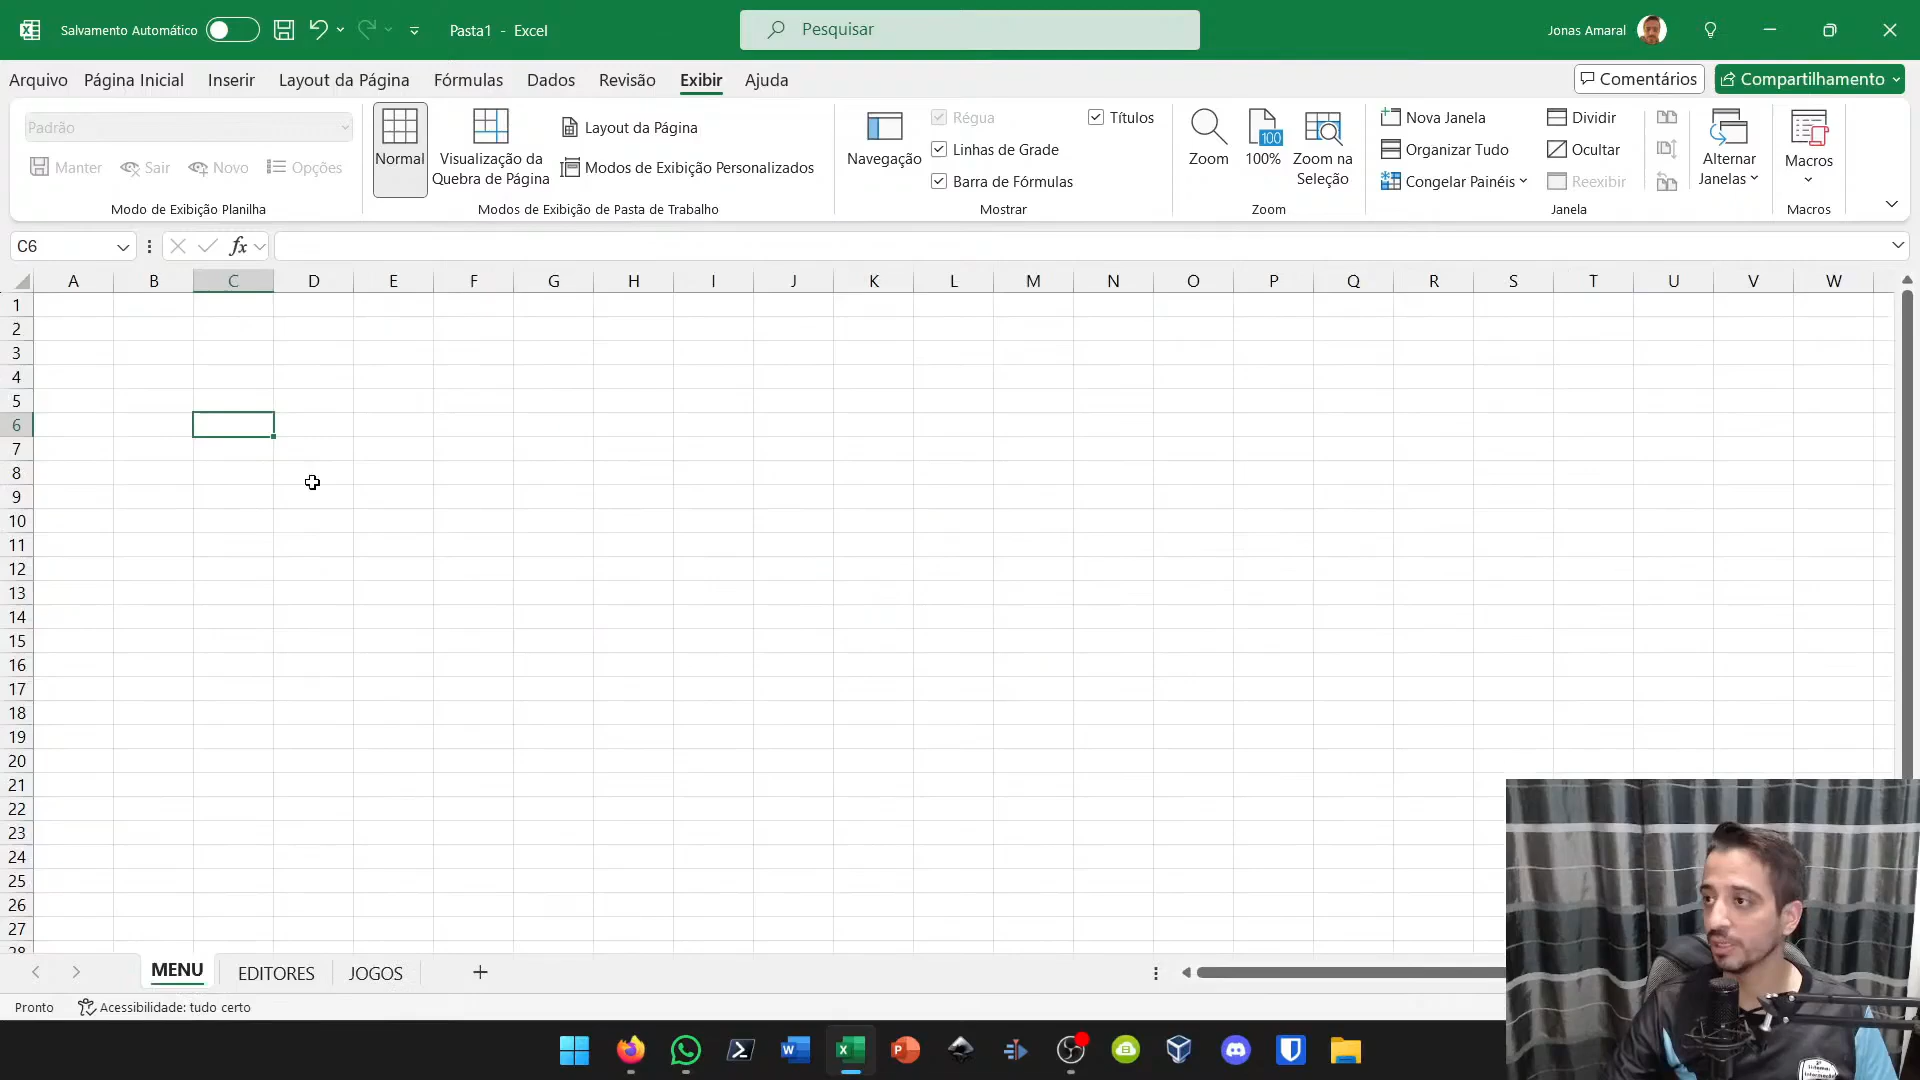 Salvamento Automático
Pasta1 - Excel
Pesquisar
Jonas Amaral
Arquivo
Página Inicial
Inserir
Layout da Página
Fórmulas
Dados
Revisão
Exibir
Ajuda
Comentários
Compartilhamento
Padrão
Manter
Sair
Novo
Opções
Modo de Exibição Planilha
Normal
Visualização da
Quebra de Página
Layout da Página
Modos de Exibição Personalizados
Modos de Exibição de Pasta de Trabalho
Navegação
Régua
Linhas de Grade
Barra de Fórmulas
Títulos
Mostrar
Zoom
100
100%
Zoom na
Seleção
Zoom
Nova Janela
Organizar Tudo
Congelar Painéis
Dividir
Ocultar
Reexibir
Alternar
Janelas
Janela
Macros
Macros
C6
fx
A B C D E F G H I J K L M N O P Q R S T U V W
1
2
3
4
5
6
7
8
9
10
11
12
13
14
15
16
17
18
19
20
21
22
23
24
25
26
27
28
MENU
EDITORES
JOGOS
Pronto
Acessibilidade: tudo certo